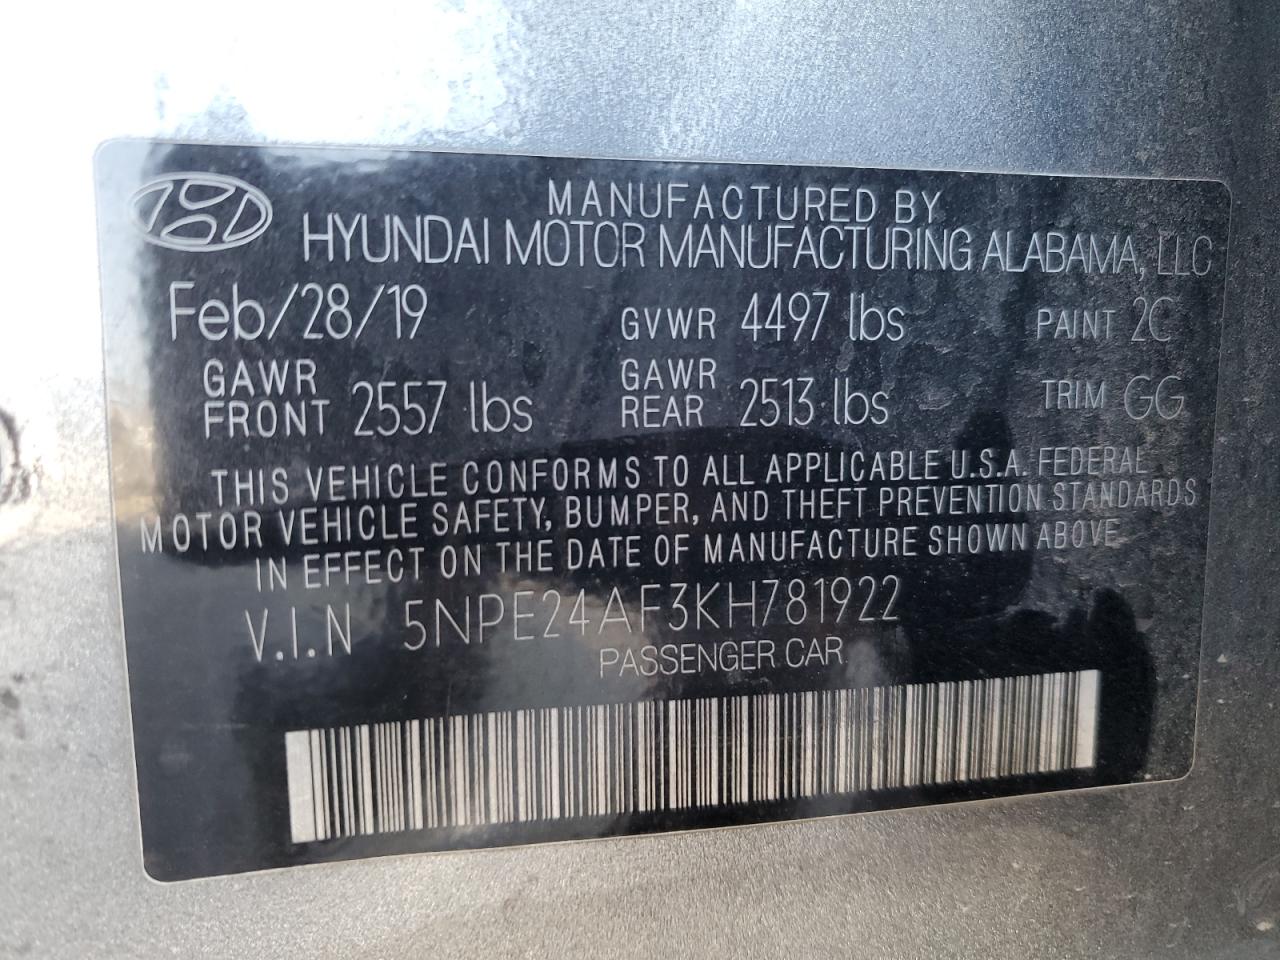 MANUFACTURED BY
HYUNDAI MOTOR MANUFACTURING ALABAMA, LLC
Feb/28/19 GVWR 4497 lbs PAINT 2C
GAWR FRONT 2557 lbs GAWR REAR 2513 lbs TRIM GG
THIS VEHICLE CONFORMS TO ALL APPLICABLE U.S.A. FEDERAL
MOTOR VEHICLE SAFETY, BUMPER, AND THEFT PREVENTION STANDARDS
IN EFFECT ON THE DATE OF MANUFACTURE SHOWN ABOVE
V.I.N 5NPE24AF3KH781922
PASSENGER CAR